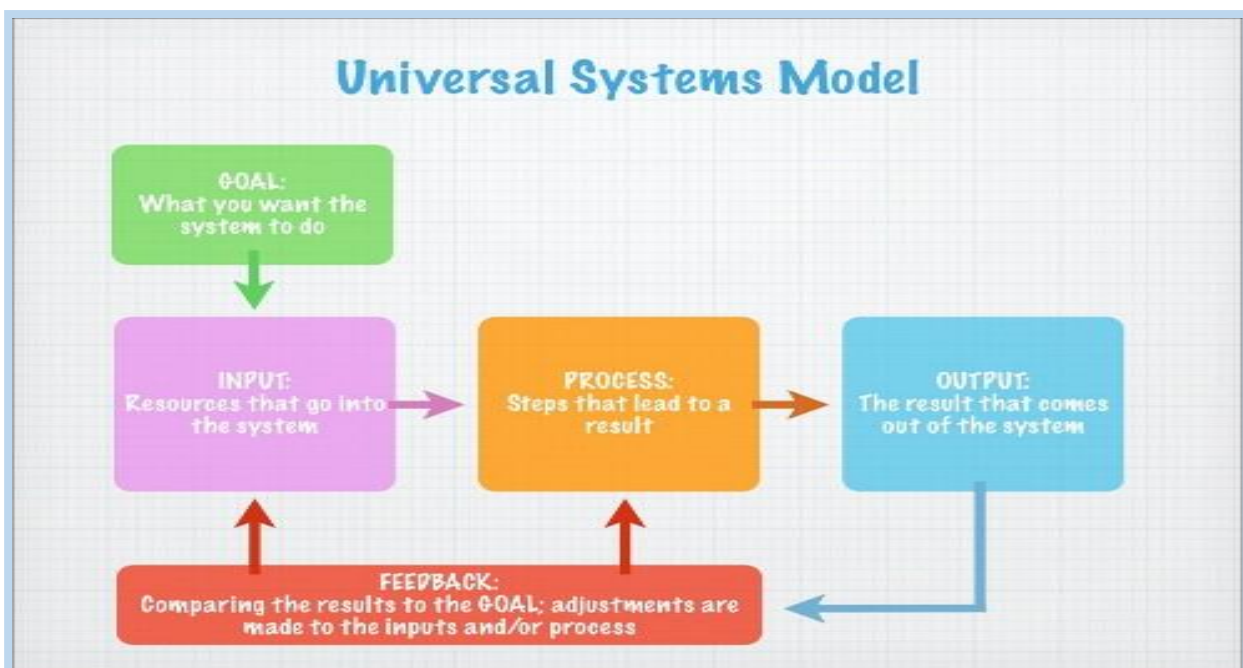 Universal Systems Model
GOAL:
What you want the
system to do
INPUT:
Resources that go into
the system
PROCESS:
Steps that lead to a
result
OUTPUT:
The result that comes
out of the system
FEEDBACK:
Comparing the results to the GOAL; adjustments are
made to the inputs and/or process